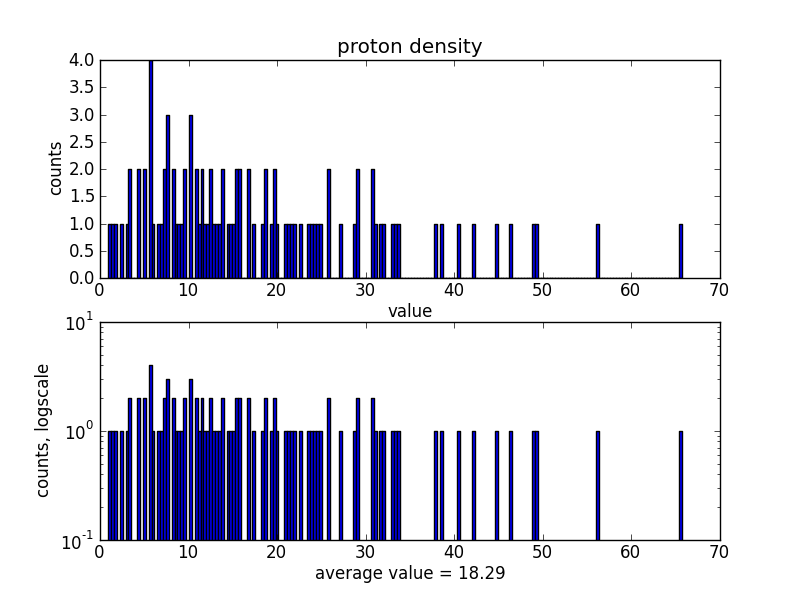 proton density
counts
4.0
3.5
3.0
2.5
2.0
1.5
1.0
0.5
0.0
0 10 20 30 40 50 60 70
value
counts, logscale
10^1
10^0
10^-1
0 10 20 30 40 50 60 70
average value = 18.29